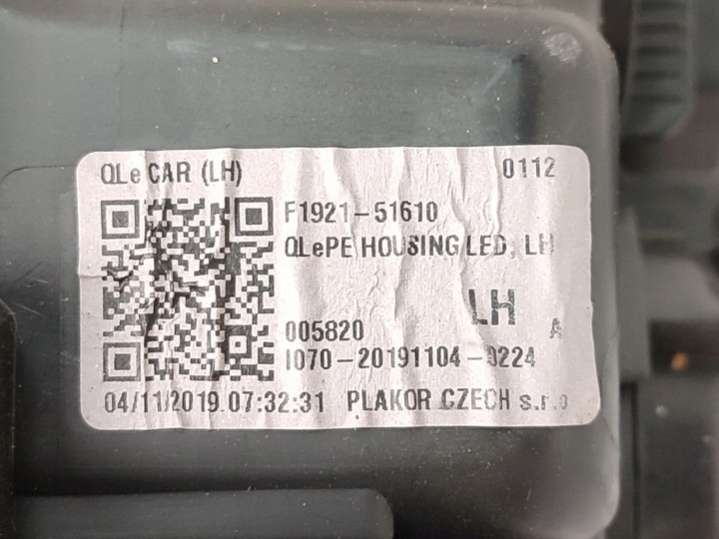 QLe CAR (LH) 0112
F1921-51610
QLePE HOUSING LED, LH
LH
005820 A
I070-20191104-0224
04/11/2019 07:32:31 PLAKOR CZECH s.r.o